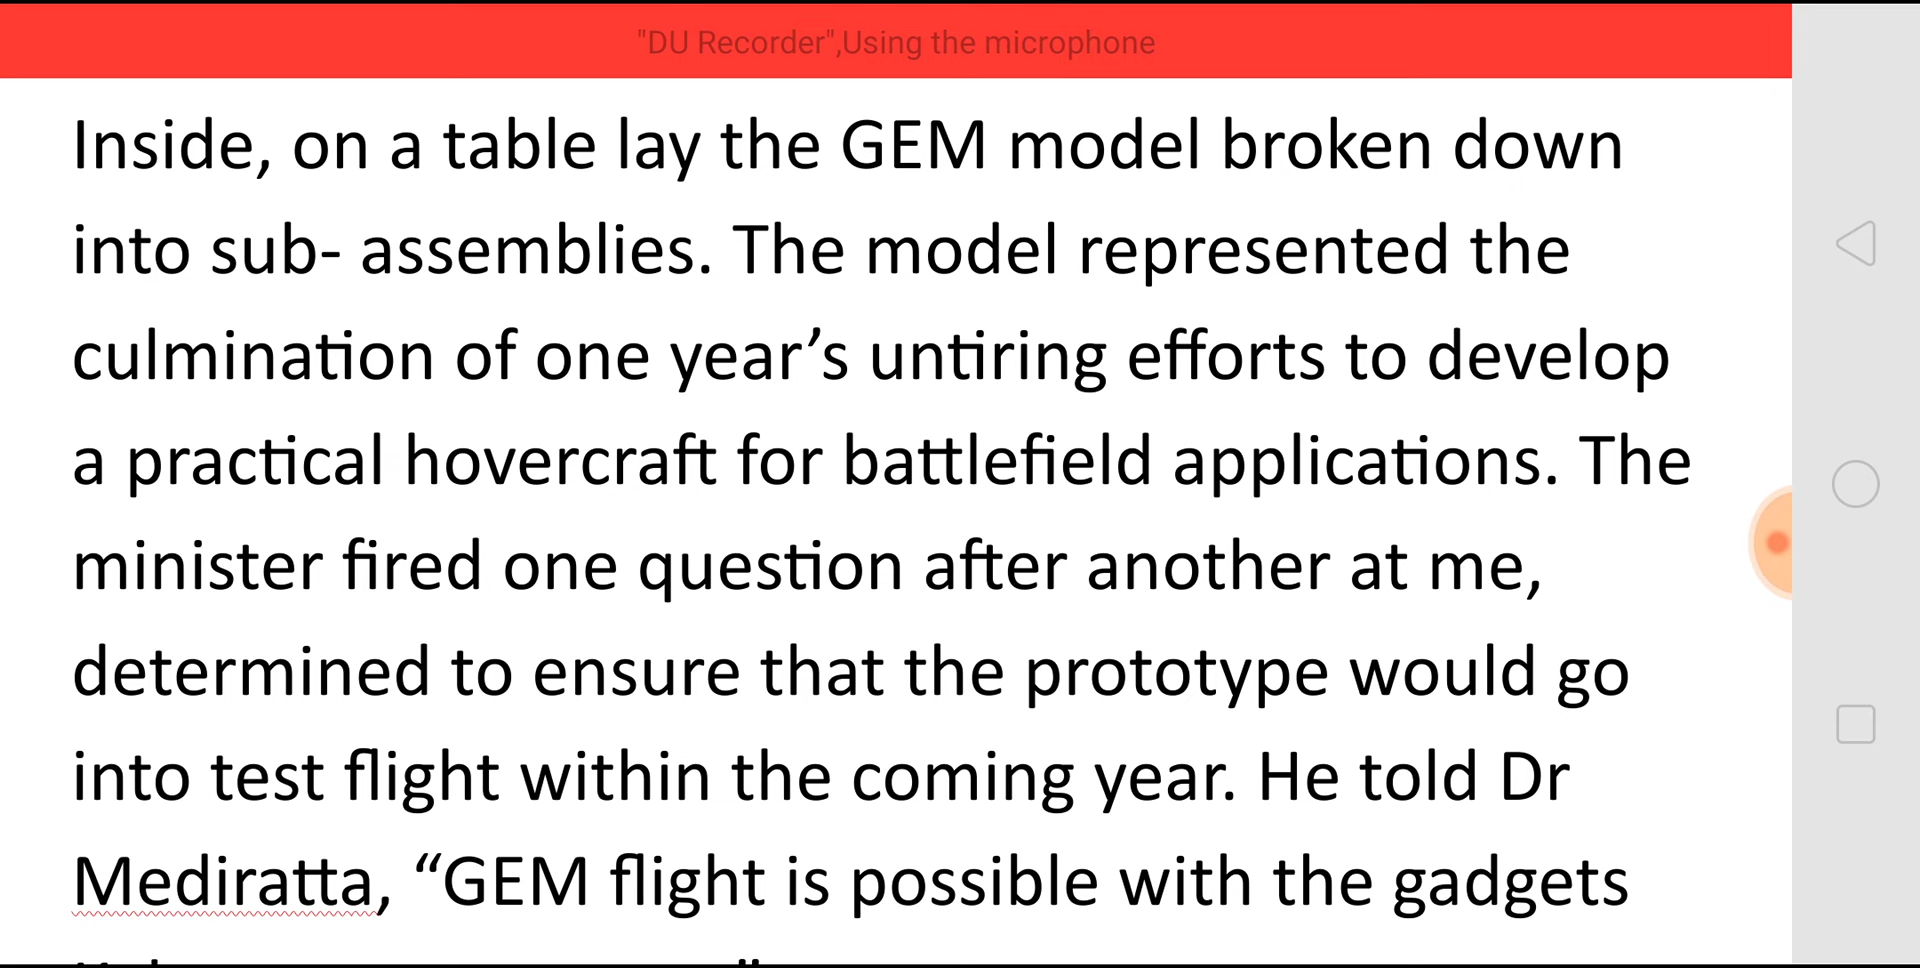 "DU Recorder",Using the microphone
Inside, on a table lay the GEM model broken down
into sub- assemblies. The model represented the
culmination of one year’s untiring efforts to develop
a practical hovercraft for battlefield applications. The
minister fired one question after another at me,
determined to ensure that the prototype would go
into test flight within the coming year. He told Dr
Mediratta, “GEM flight is possible with the gadgets